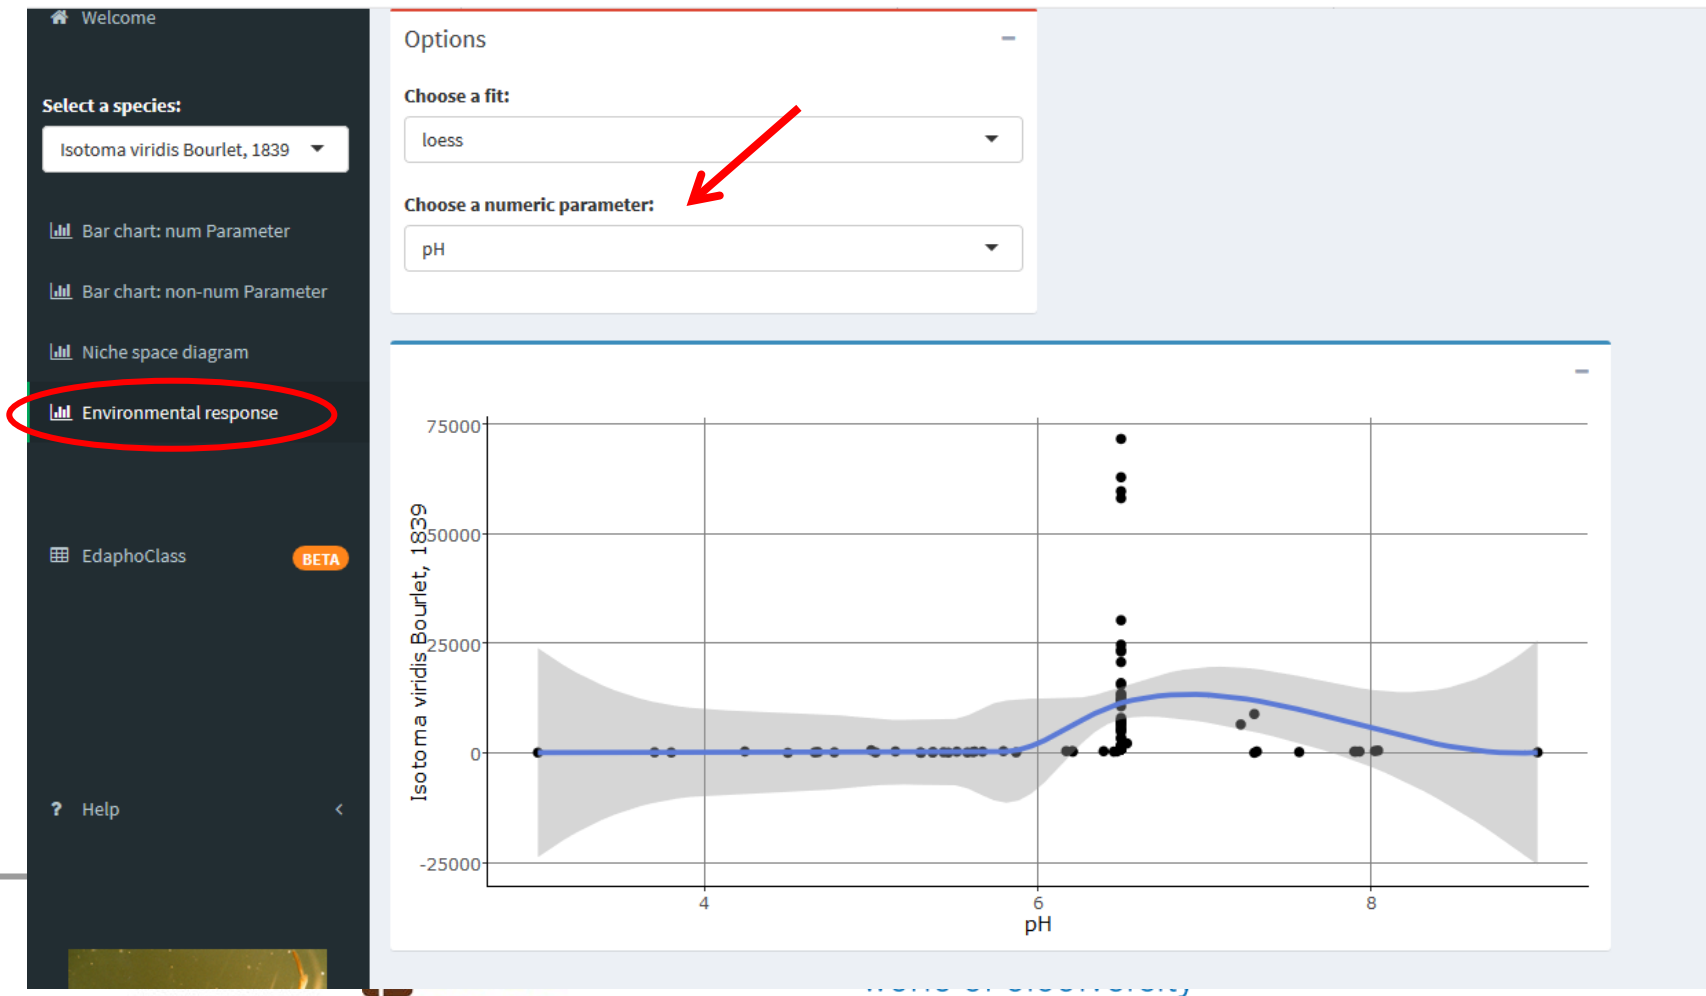 Welcome
Select a species:
Isotoma viridis Bourlet, 1839
Bar chart: num Parameter
Bar chart: non-num Parameter
Niche space diagram
Environmental response
EdaphoClass
BETA
? Help
Options
Choose a fit:
loess
Choose a numeric parameter:
pH
75000
50000
25000
0
-25000
Isotoma viridis Bourlet, 1839
4
6
8
pH